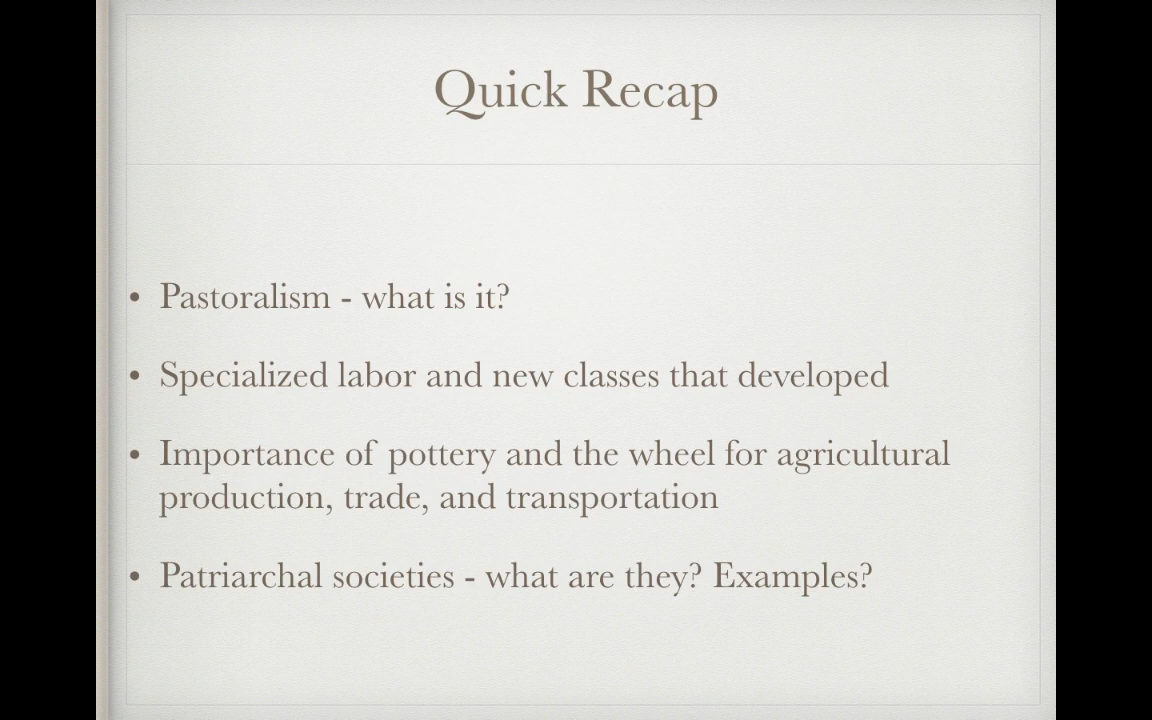 Quick Recap
• Pastoralism - what is it?
• Specialized labor and new classes that developed
• Importance of pottery and the wheel for agricultural
production, trade, and transportation
• Patriarchal societies - what are they? Examples?